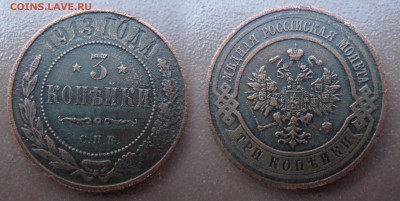 COINS.LAVE.RU
1913 ГОДА
3
КОПѢЙКИ
С.П.Б.
МѢДНАЯ РОССІЙСКАЯ МОНЕТА
ТРИ КОПѢЙКИ